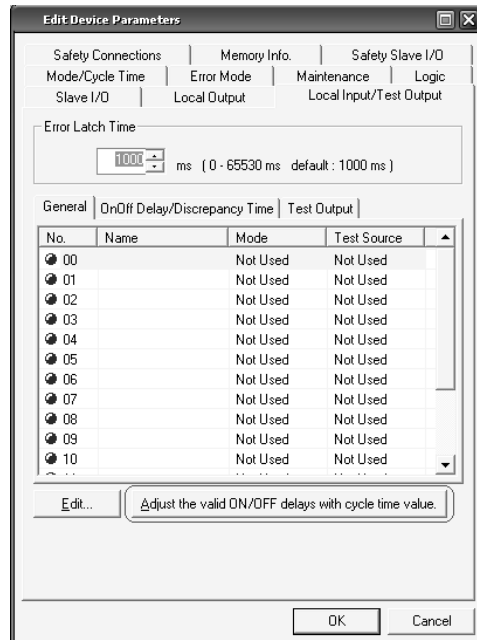 Edit Device Parameters
Safety Connections Memory Info. Safety Slave I/O
Mode/Cycle Time Error Mode Maintenance Logic
Slave I/O Local Output Local Input/Test Output
Error Latch Time
1000 ms ( 0 - 65530 ms default : 1000 ms )
General OnOff Delay/Discrepancy Time Test Output
No. Name Mode Test Source
00 Not Used Not Used
01 Not Used Not Used
02 Not Used Not Used
03 Not Used Not Used
04 Not Used Not Used
05 Not Used Not Used
06 Not Used Not Used
07 Not Used Not Used
08 Not Used Not Used
09 Not Used Not Used
10 Not Used Not Used
Edit... Adjust the valid ON/OFF delays with cycle time value.
OK Cancel